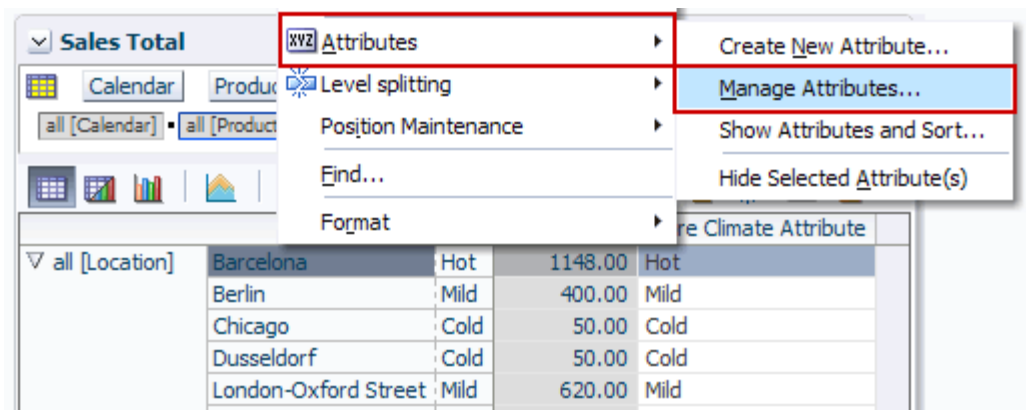 Sales Total
XYZ Attributes
Create New Attribute...
Calendar
Level splitting
Manage Attributes...
all [Calendar] all [Product
Position Maintenance
Show Attributes and Sort...
Find...
Hide Selected Attribute(s)
Format
Climate Attribute
all [Location] Barcelona Hot 1148.00 Hot
Berlin Mild 400.00 Mild
Chicago Cold 50.00 Cold
Dusseldorf Cold 50.00 Cold
London-Oxford Street Mild 620.00 Mild